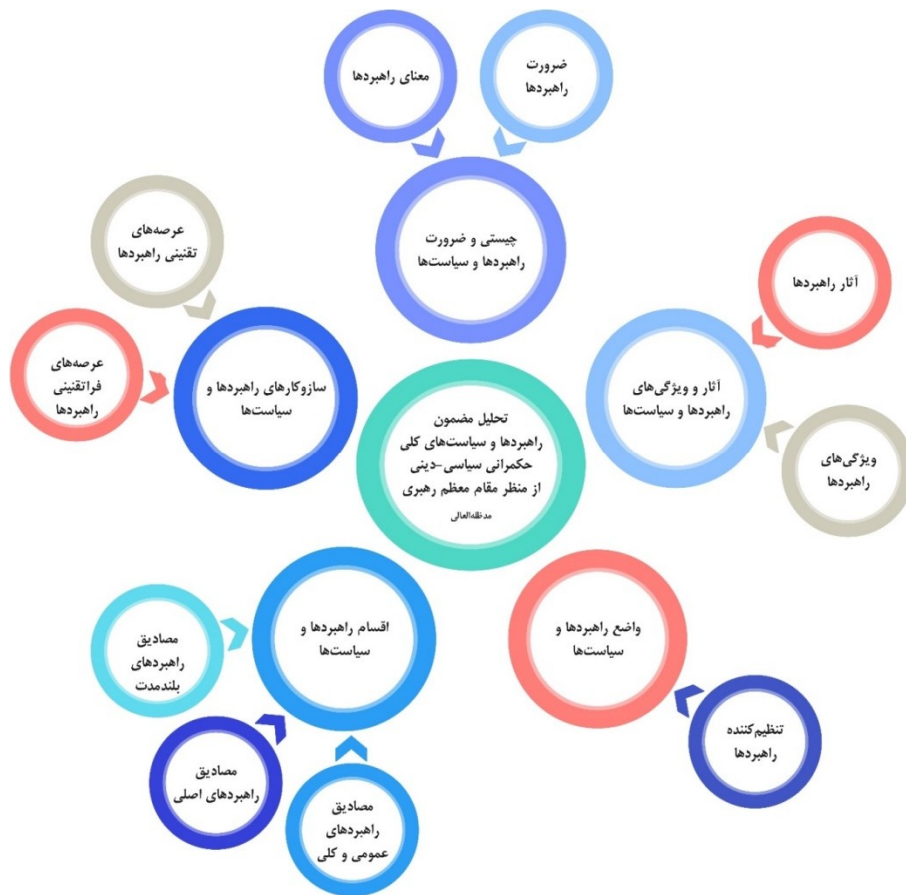 ضرورت
راهبردها
معنای راهبردها
چیستی و ضرورت
راهبردها و سیاست‌ها
آثار راهبردها
آثار و ویژگی‌های
راهبردها و سیاست‌ها
ویژگی‌های
راهبردها
عرصه‌های
تقنینی راهبردها
سازوکارهای راهبردها و
سیاست‌ها
عرصه‌های
فراتقنینی
راهبردها
تحلیل مضمون
راهبردها و سیاست‌های کلی
حکمرانی سیاسی-دینی
از منظر مقام معظم رهبری
مدظله‌العالی
واضع راهبردها و
سیاست‌ها
تنظیم‌کننده
راهبردها
اقسام راهبردها و
سیاست‌ها
مصادیق
راهبردهای
بلندمدت
مصادیق
راهبردهای اصلی
مصادیق
راهبردهای
عمومی و کلی